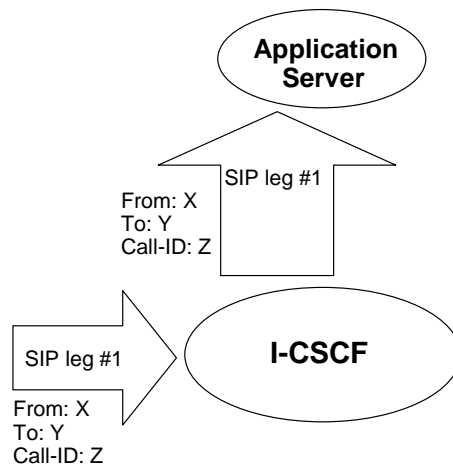 Application
Server
SIP leg #1
From: X
To: Y
Call-ID: Z
I-CSCF
SIP leg #1
From: X
To: Y
Call-ID: Z